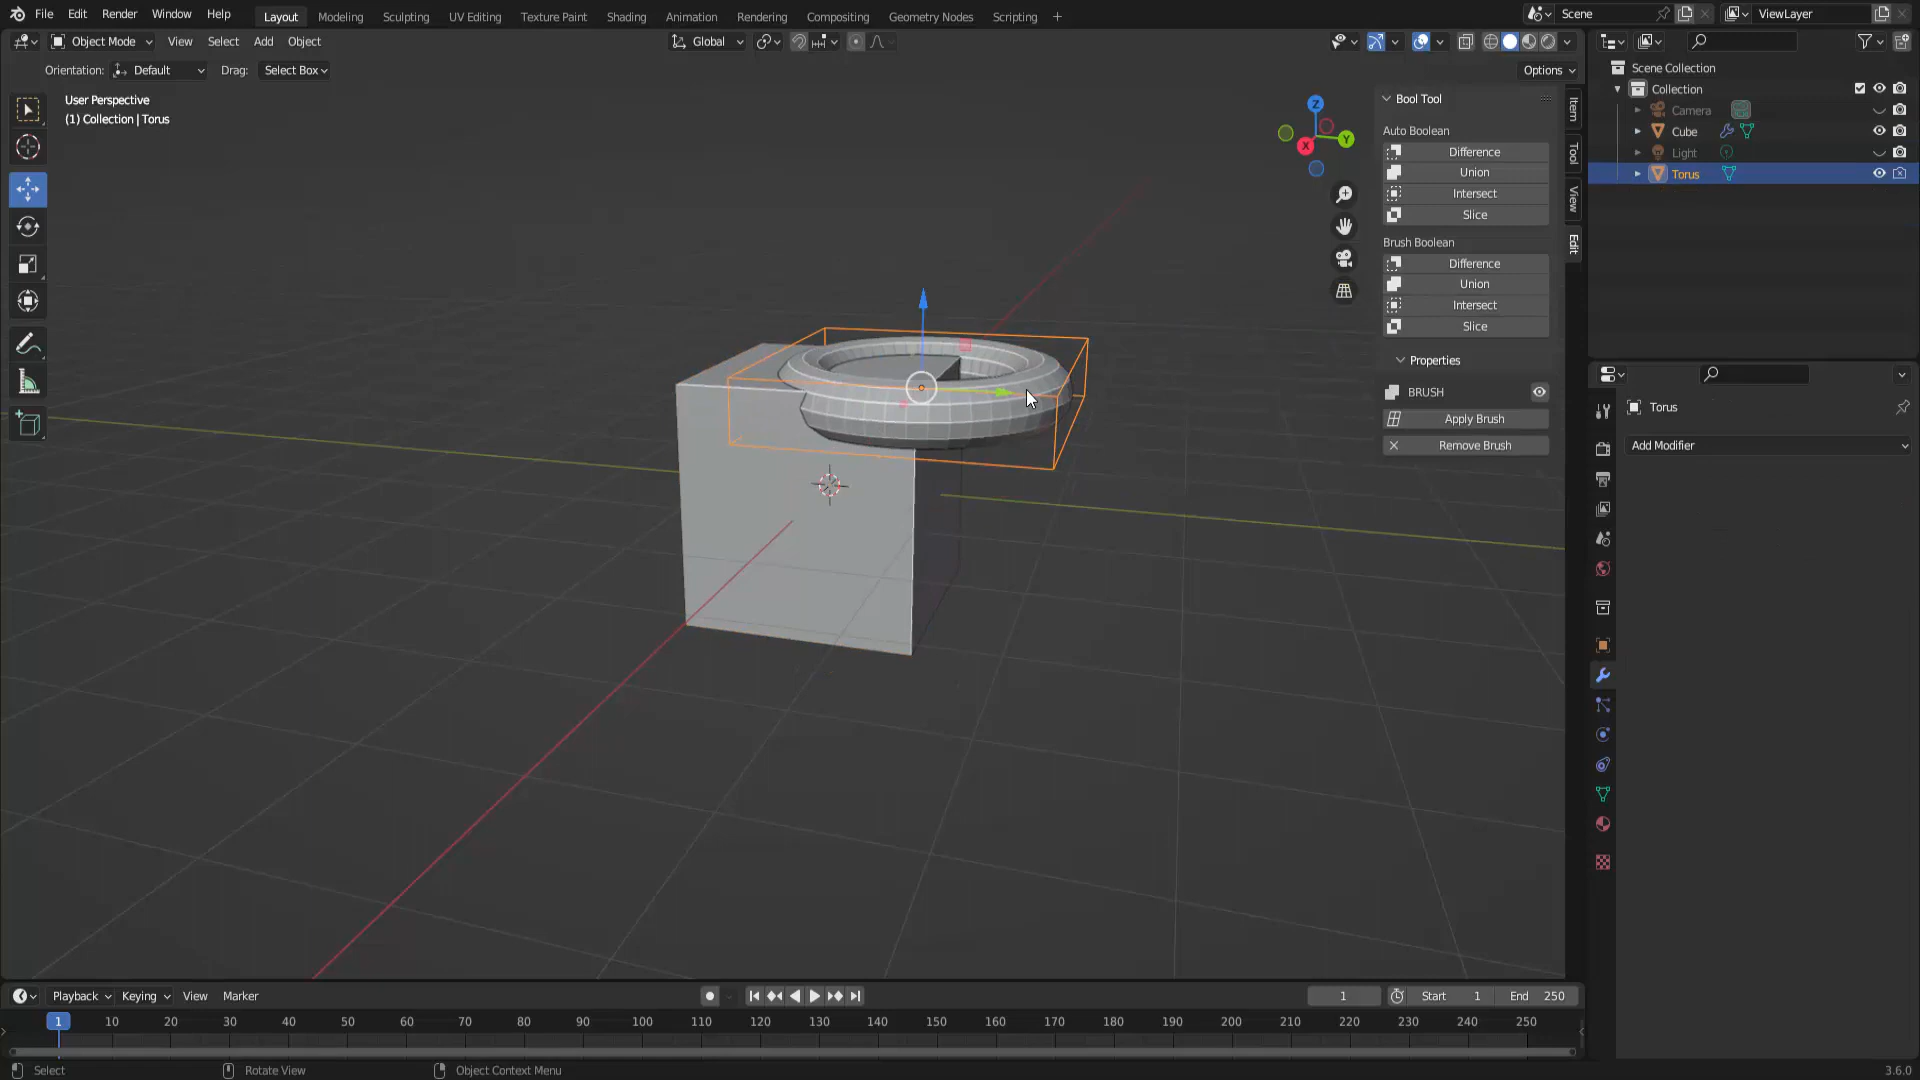 File Edit Render Window Help Layout Modeling Sculpting UV Editing Texture Paint Shading Animation Rendering Compositing Geometry Nodes Scripting + Scene ViewLayer
Object Mode View Select Add Object Global
Orientation: Default Drag: Select Box Options
User Perspective
(1) Collection | Torus
Z
Y
X
Bool Tool
Auto Boolean
Difference
Union
Intersect
Slice
Brush Boolean
Difference
Union
Intersect
Slice
Properties
BRUSH
Apply Brush
Remove Brush
Item
Tool
View
Edit
Scene Collection
Collection
Camera
Cube
Light
Torus
Torus
Add Modifier
Playback Keying View Marker 1 Start 1 End 250
1 10 20 30 40 50 60 70 80 90 100 110 120 130 140 150 160 170 180 190 200 210 220 230 240 250
Select Rotate View Object Context Menu 3.6.0